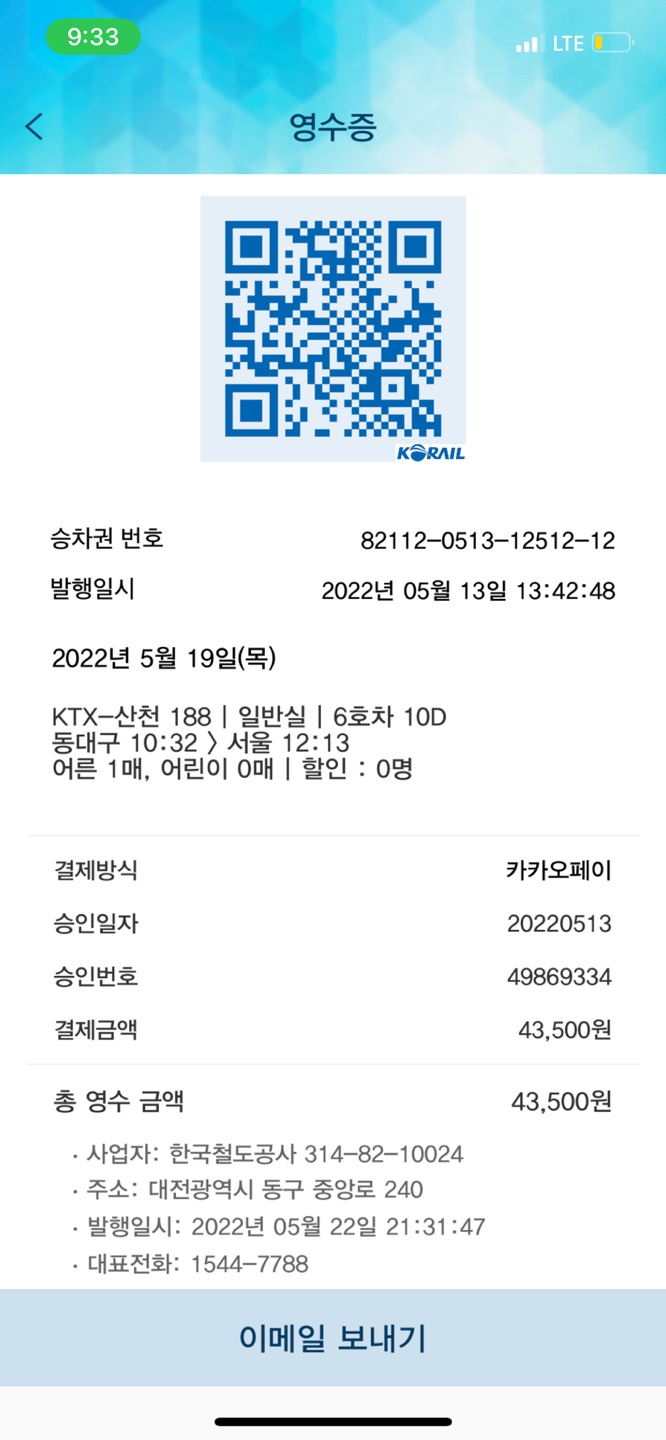 9:33
LTE
영수증
KORAIL
승차권 번호 82112-0513-12512-12
발행일시 2022년 05월 13일 13:42:48
2022년 5월 19일(목)
KTX-산천 188 | 일반실 | 6호차 10D
동대구 10:32 〉 서울 12:13
어른 1매, 어린이 0매 | 할인 : 0명
결제방식 카카오페이
승인일자 20220513
승인번호 49869334
결제금액 43,500원
총 영수 금액 43,500원
· 사업자: 한국철도공사 314-82-10024
· 주소: 대전광역시 동구 중앙로 240
· 발행일시: 2022년 05월 22일 21:31:47
· 대표전화: 1544-7788
이메일 보내기